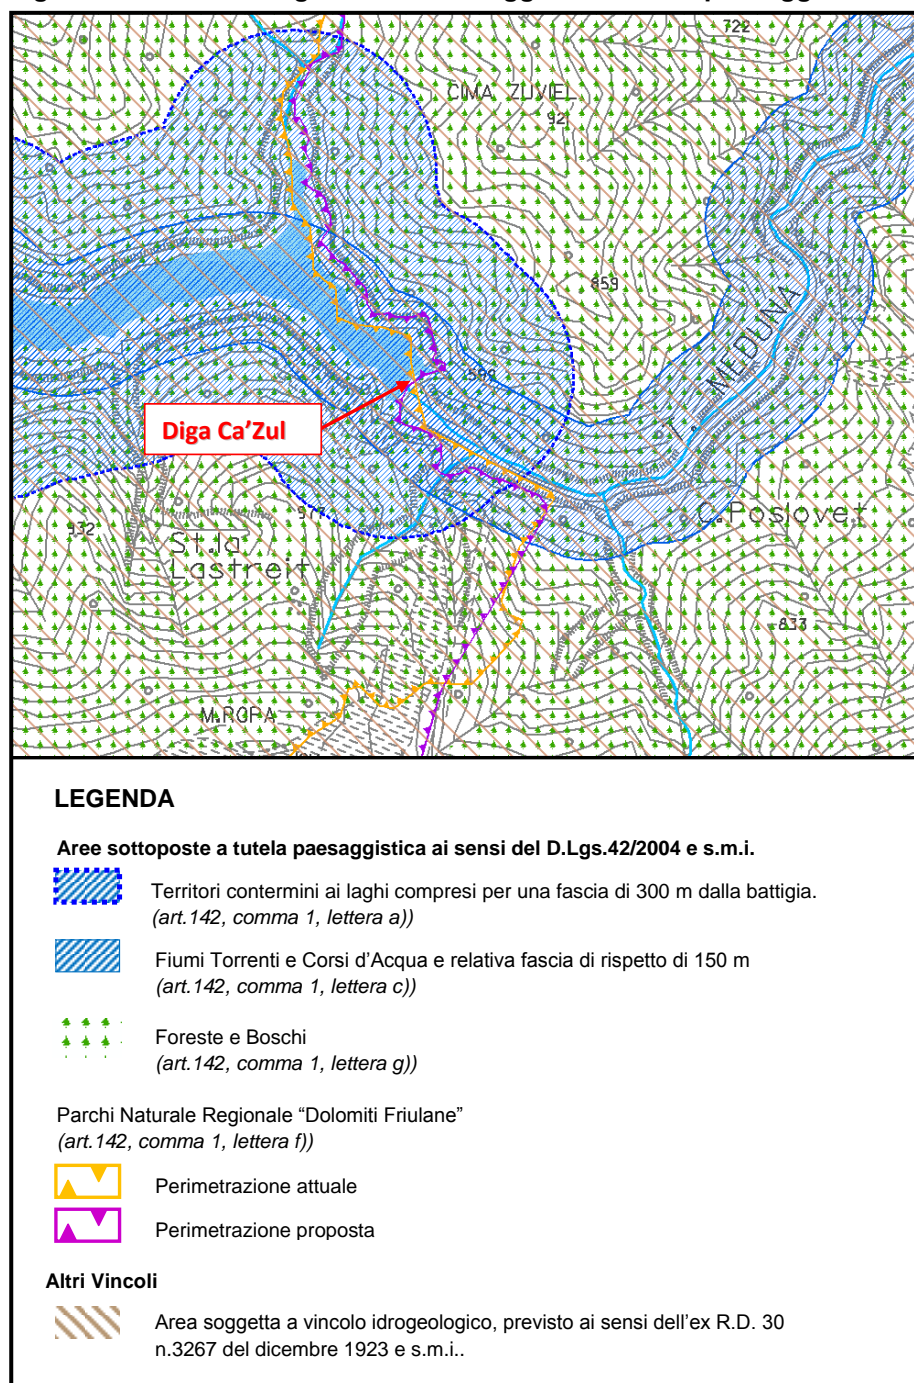 722
CIMA ZUVIEL
921
859
T. MEDUNA
599
Diga Ca'Zul
C.Poslovet
932
977
St.la
Lastreit
833
M.ROPA
LEGENDA
Aree sottoposte a tutela paesaggistica ai sensi del D.Lgs.42/2004 e s.m.i.
Territori contermini ai laghi compresi per una fascia di 300 m dalla battigia.
(art.142, comma 1, lettera a))
Fiumi Torrenti e Corsi d'Acqua e relativa fascia di rispetto di 150 m
(art.142, comma 1, lettera c))
Foreste e Boschi
(art.142, comma 1, lettera g))
Parchi Naturale Regionale “Dolomiti Friulane”
(art.142, comma 1, lettera f))
Perimetrazione attuale
Perimetrazione proposta
Altri Vincoli
Area soggetta a vincolo idrogeologico, previsto ai sensi dell'ex R.D. 30
n.3267 del dicembre 1923 e s.m.i..